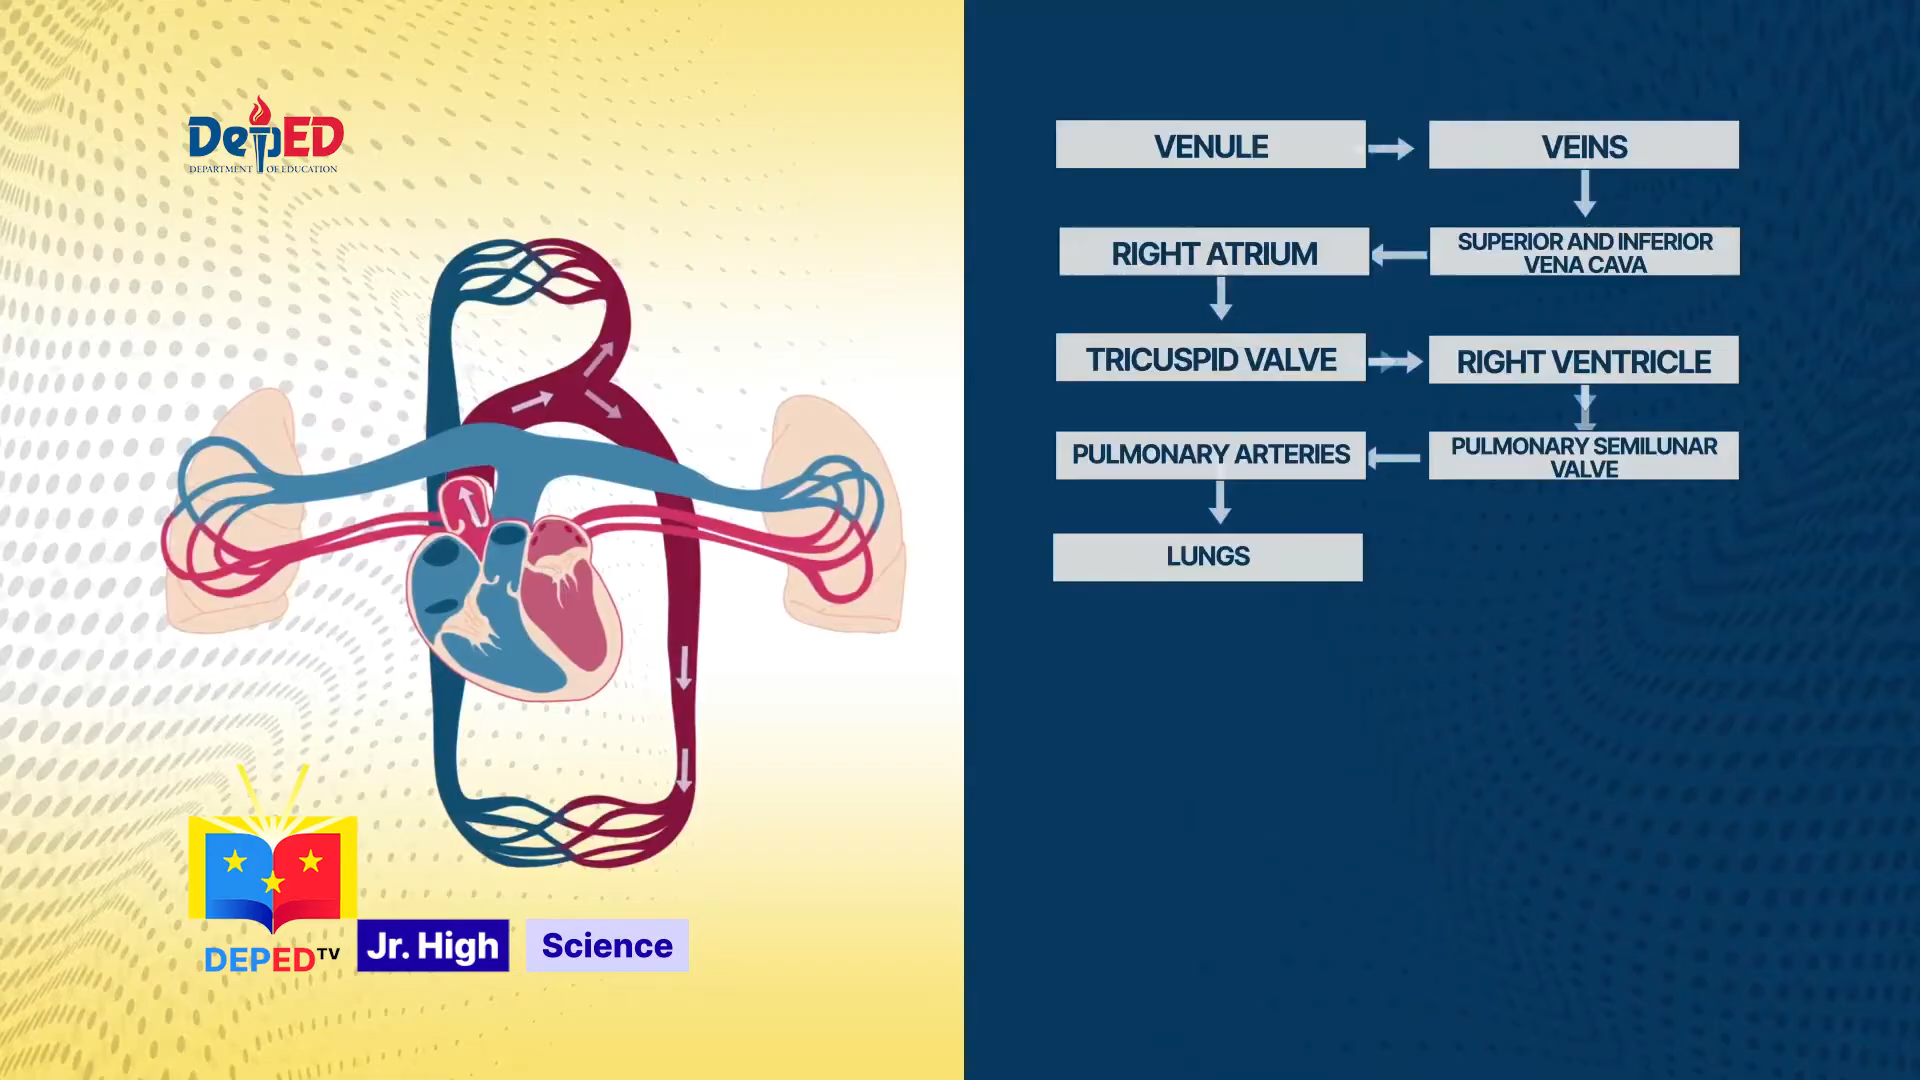 DepED
DEPARTMENT OF EDUCATION
VENULE
VEINS
RIGHT ATRIUM
SUPERIOR AND INFERIOR
VENA CAVA
TRICUSPID VALVE
RIGHT VENTRICLE
PULMONARY ARTERIES
PULMONARY SEMILUNAR
VALVE
LUNGS
DEPED TV
Jr. High
Science